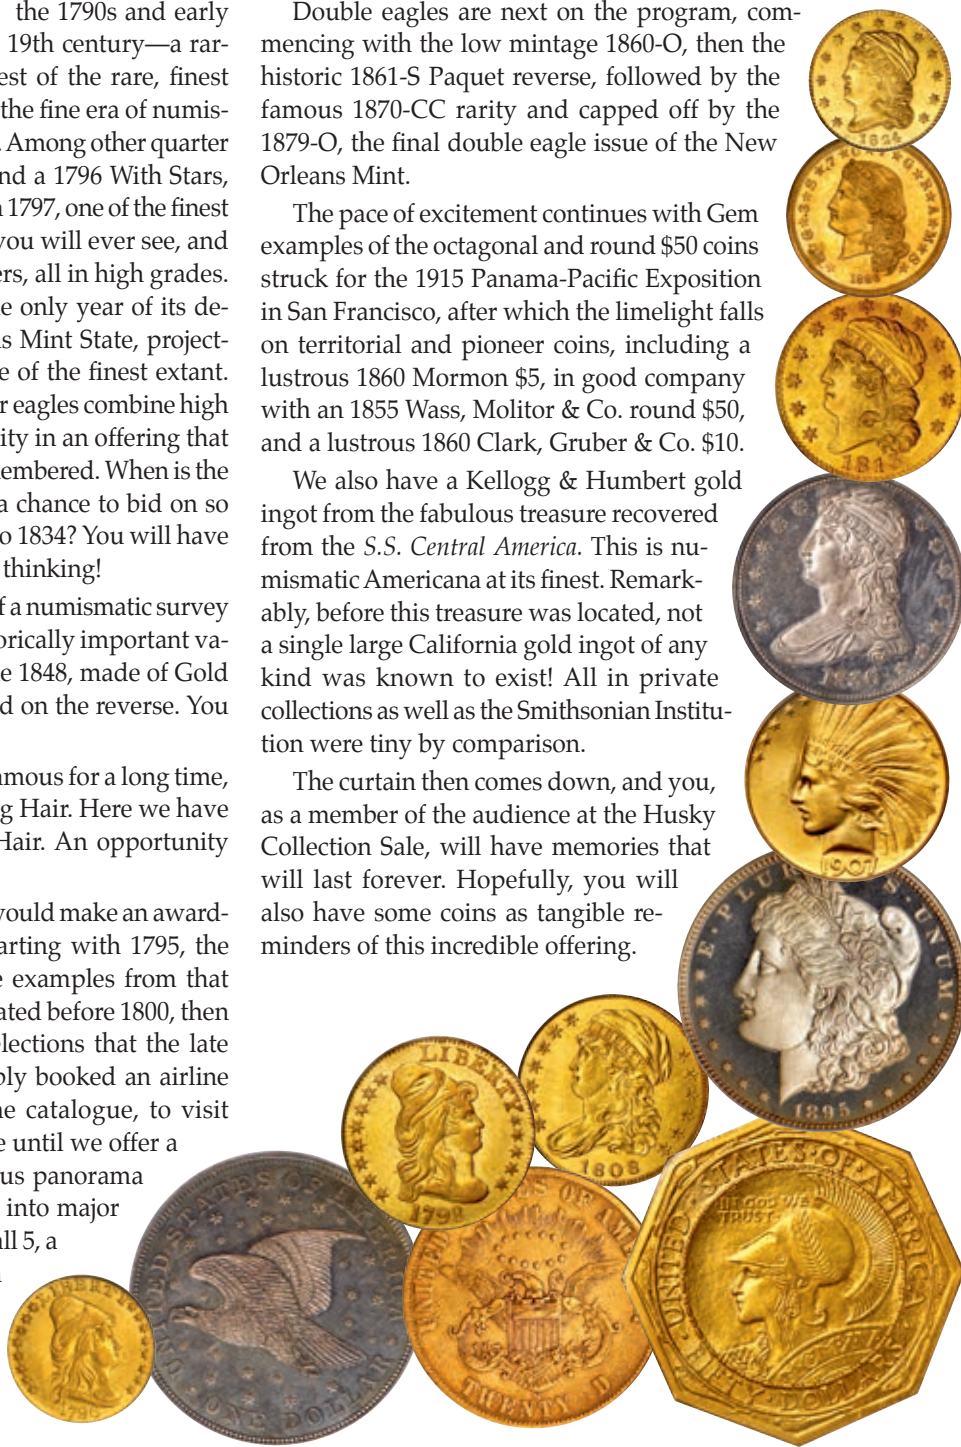 the 1790s and early
19th century—a rar-
est of the rare, finest
the fine era of numis-
. Among other quarter
nd a 1796 With Stars,
1797, one of the finest
you will ever see, and
ers, all in high grades.
e only year of its de-
s Mint State, project-
e of the finest extant.
r eagles combine high
ity in an offering that
membered. When is the
a chance to bid on so
o 1834? You will have
thinking!
f a numismatic survey
orically important va-
e 1848, made of Gold
d on the reverse. You
amous for a long time,
g Hair. Here we have
Hair. An opportunity
would make an award-
arting with 1795, the
e examples from that
ated before 1800, then
elections that the late
bly booked an airline
ne catalogue, to visit
e until we offer a
us panorama
into major
all 5, a
Double eagles are next on the program, com-
mencing with the low mintage 1860-O, then the
historic 1861-S Paquet reverse, followed by the
famous 1870-CC rarity and capped off by the
1879-O, the final double eagle issue of the New
Orleans Mint.
The pace of excitement continues with Gem
examples of the octagonal and round $50 coins
struck for the 1915 Panama-Pacific Exposition
in San Francisco, after which the limelight falls
on territorial and pioneer coins, including a
lustrous 1860 Mormon $5, in good company
with an 1855 Wass, Molitor & Co. round $50,
and a lustrous 1860 Clark, Gruber & Co. $10.
We also have a Kellogg & Humbert gold
ingot from the fabulous treasure recovered
from the S.S. Central America. This is nu-
mismatic Americana at its finest. Remark-
ably, before this treasure was located, not
a single large California gold ingot of any
kind was known to exist! All in private
collections as well as the Smithsonian Institu-
tion were tiny by comparison.
The curtain then comes down, and you,
as a member of the audience at the Husky
Collection Sale, will have memories that
will last forever. Hopefully, you will
also have some coins as tangible re-
minders of this incredible offering.
1907
E·PLUR S·UNUM
1895
LIBERTY
1808
UNITED STATES OF AMERICA
IN GOD WE
TRUST
FIFTY DOLLARS
UNITED STATES OF AMERICA
ONE DOLLAR
ES OF AM
UNITED
TWENTY D
LIBERTY
1796